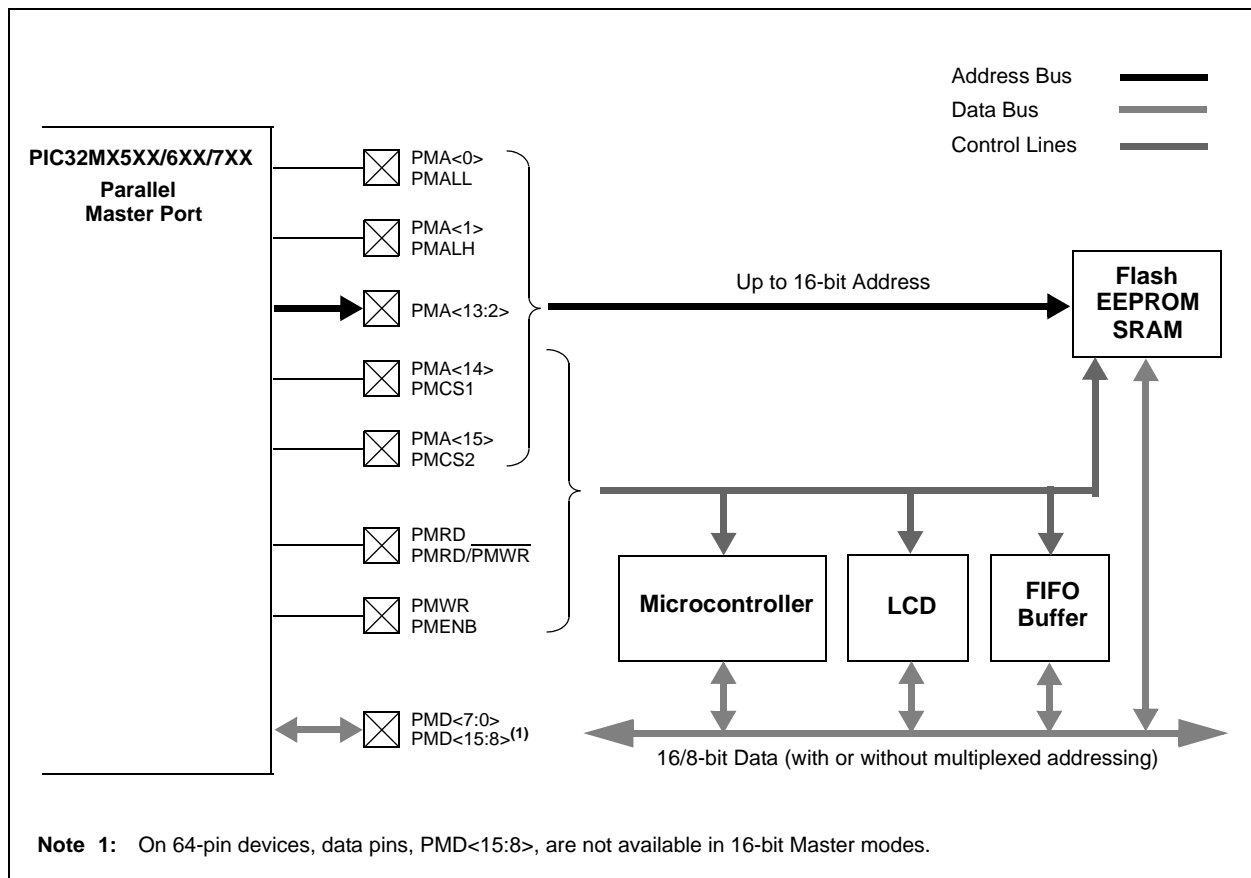 Address Bus
Data Bus
Control Lines
PIC32MX5XX/6XX/7XX
Parallel
Master Port
PMA<0>
PMALL
PMA<1>
PMALH
PMA<13:2>
PMA<14>
PMCS1
PMA<15>
PMCS2
PMRD
PMRD/PMWR
PMWR
PMENB
PMD<7:0>
PMD<15:8>(1)
Up to 16-bit Address
Flash
EEPROM
SRAM
Microcontroller
LCD
FIFO
Buffer
16/8-bit Data (with or without multiplexed addressing)
Note 1: On 64-pin devices, data pins, PMD<15:8>, are not available in 16-bit Master modes.